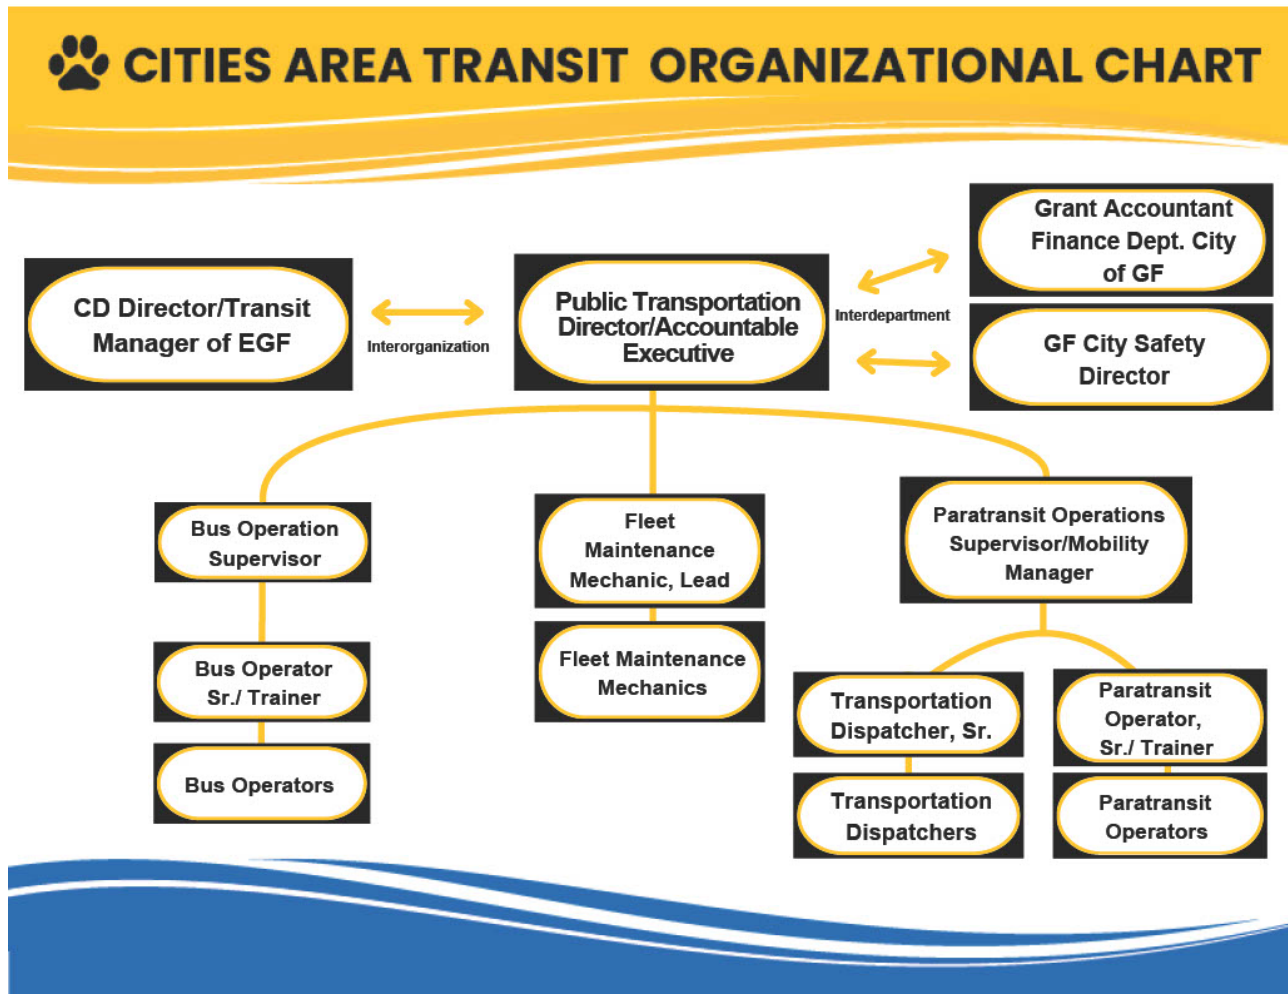 CITIES AREA TRANSIT ORGANIZATIONAL CHART
Grant Accountant
Finance Dept. City
of GF
CD Director/Transit
Manager of EGF
Interorganization
Public Transportation
Director/Accountable
Executive
Interdepartment
GF City Safety
Director
Bus Operation
Supervisor
Fleet
Maintenance
Mechanic, Lead
Paratransit Operations
Supervisor/Mobility
Manager
Bus Operator
Sr./ Trainer
Fleet Maintenance
Mechanics
Transportation
Dispatcher, Sr.
Paratransit
Operator,
Sr./ Trainer
Bus Operators
Transportation
Dispatchers
Paratransit
Operators